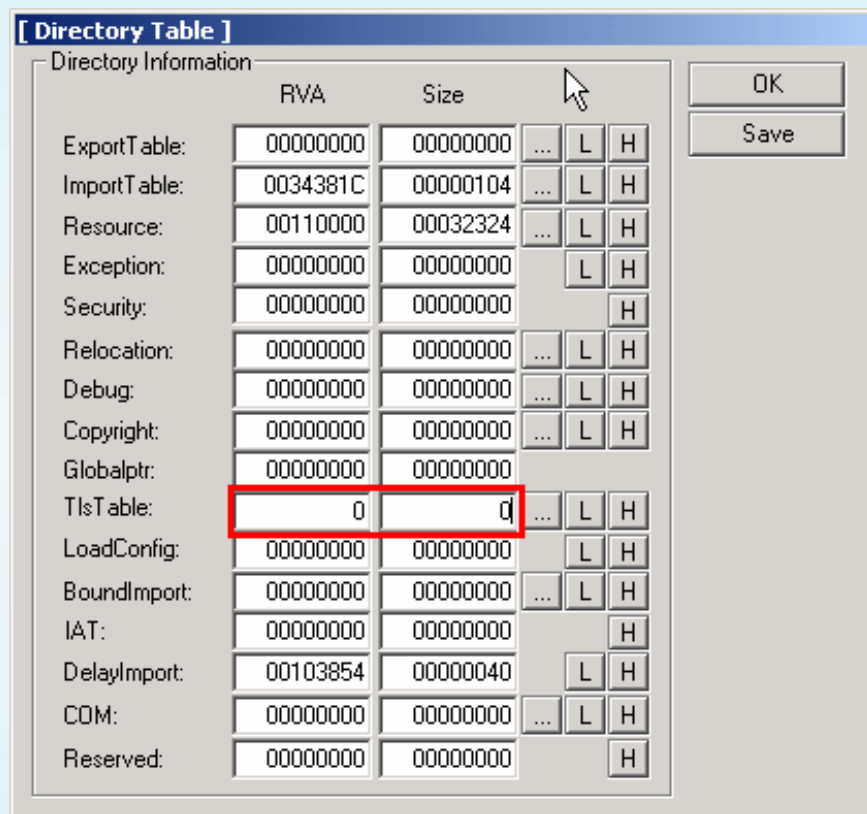 [ Directory Table ]
Directory Information
RVA Size
OK
Save
ExportTable: 00000000 00000000 ... L H
ImportTable: 0034381C 00000104 ... L H
Resource: 00110000 00032324 ... L H
Exception: 00000000 00000000 L H
Security: 00000000 00000000 H
Relocation: 00000000 00000000 ... L H
Debug: 00000000 00000000 ... L H
Copyright: 00000000 00000000 ... L H
Globalptr: 00000000 00000000
TlsTable: 0 0 ... L H
LoadConfig: 00000000 00000000 L H
BoundImport: 00000000 00000000 ... L H
IAT: 00000000 00000000 H
DelayImport: 00103854 00000040 L H
COM: 00000000 00000000 ... L H
Reserved: 00000000 00000000 H